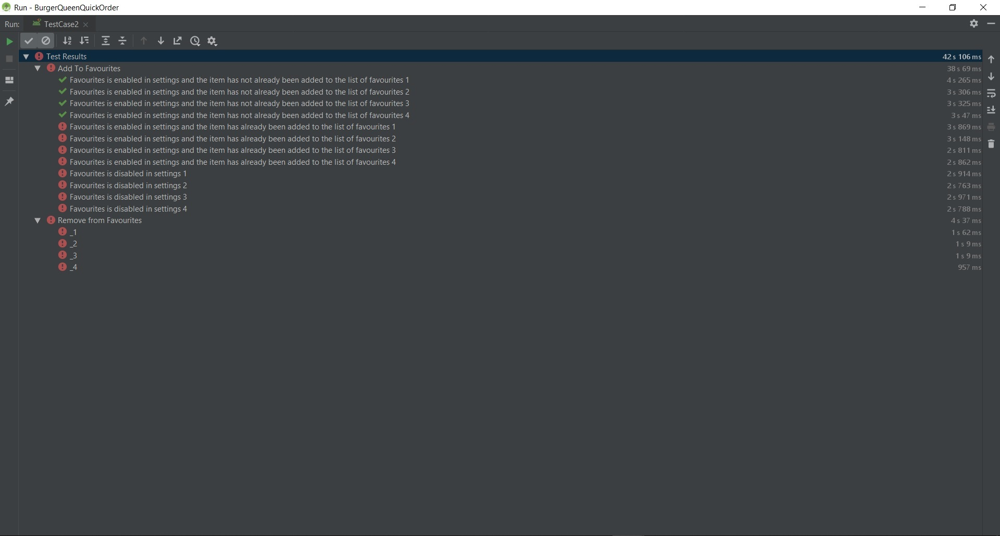 Run - BurgerQueenQuickOrder
Run: TestCase2
Test Results 42 s 106 ms
Add To Favourites 38 s 69 ms
Favourites is enabled in settings and the item has not already been added to the list of favourites 1 4 s 265 ms
Favourites is enabled in settings and the item has not already been added to the list of favourites 2 3 s 306 ms
Favourites is enabled in settings and the item has not already been added to the list of favourites 3 3 s 325 ms
Favourites is enabled in settings and the item has not already been added to the list of favourites 4 3 s 47 ms
Favourites is enabled in settings and the item has already been added to the list of favourites 1 3 s 869 ms
Favourites is enabled in settings and the item has already been added to the list of favourites 2 3 s 148 ms
Favourites is enabled in settings and the item has already been added to the list of favourites 3 2 s 811 ms
Favourites is enabled in settings and the item has already been added to the list of favourites 4 2 s 862 ms
Favourites is disabled in settings 1 2 s 914 ms
Favourites is disabled in settings 2 2 s 763 ms
Favourites is disabled in settings 3 2 s 971 ms
Favourites is disabled in settings 4 2 s 788 ms
Remove from Favourites 4 s 37 ms
_1 1 s 62 ms
_2 1 s 9 ms
_3 1 s 9 ms
_4 957 ms